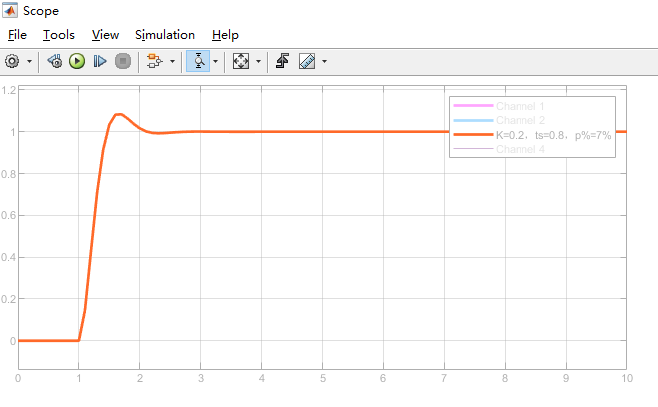 Scope
File Tools View Simulation Help
1.2
1
0.8
0.6
0.4
0.2
0
0 1 2 3 4 5 6 7 8 9 10
Channel 1
Channel 2
K=0.2，ts=0.8，p%=7%
Channel 4